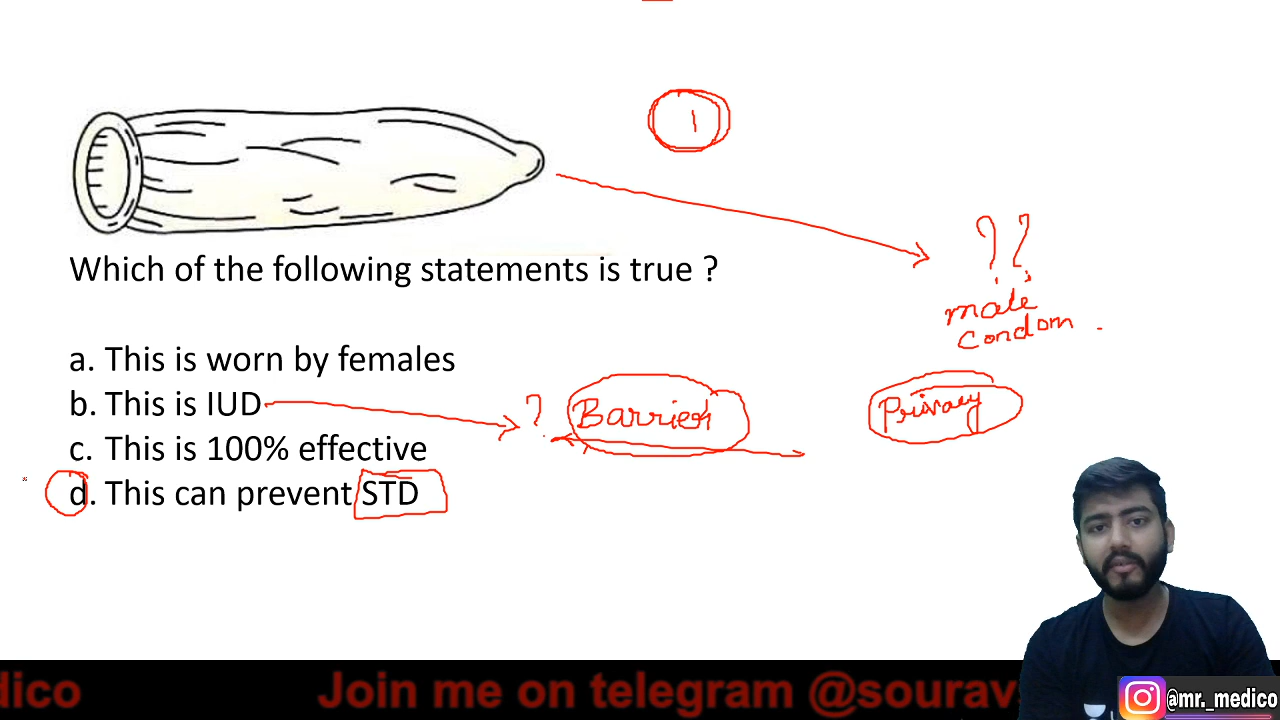 1
? ?
male
condom
Which of the following statements is true ?
a. This is worn by females
b. This is IUD
? Barrier
Privacy
c. This is 100% effective
d. This can prevent STD
dico Join me on telegram @sourav
@mr._medico